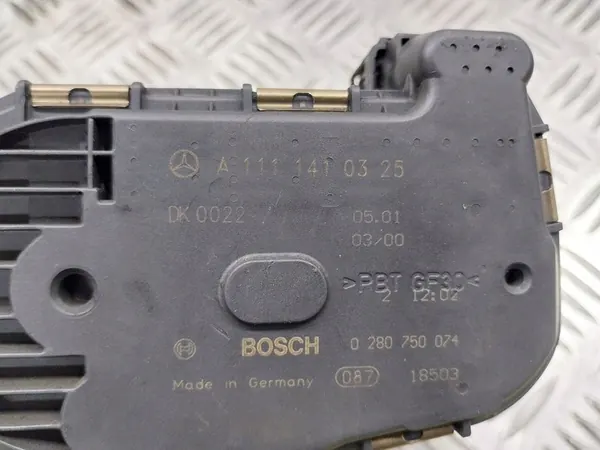 A 111 141 03 25
DK 0022 05.01
03/00
>PBT GF30<
2 12:02
BOSCH 0 280 750 074
Made in Germany 087 18503